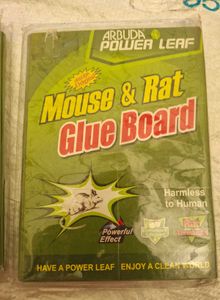 ARBUDA
POWER LEAF
Mouse & Rat
Glue Board
Harmless
to Human
Powerful
Effect
HAVE A POWER LEAF ENJOY A CLEAN WORLD